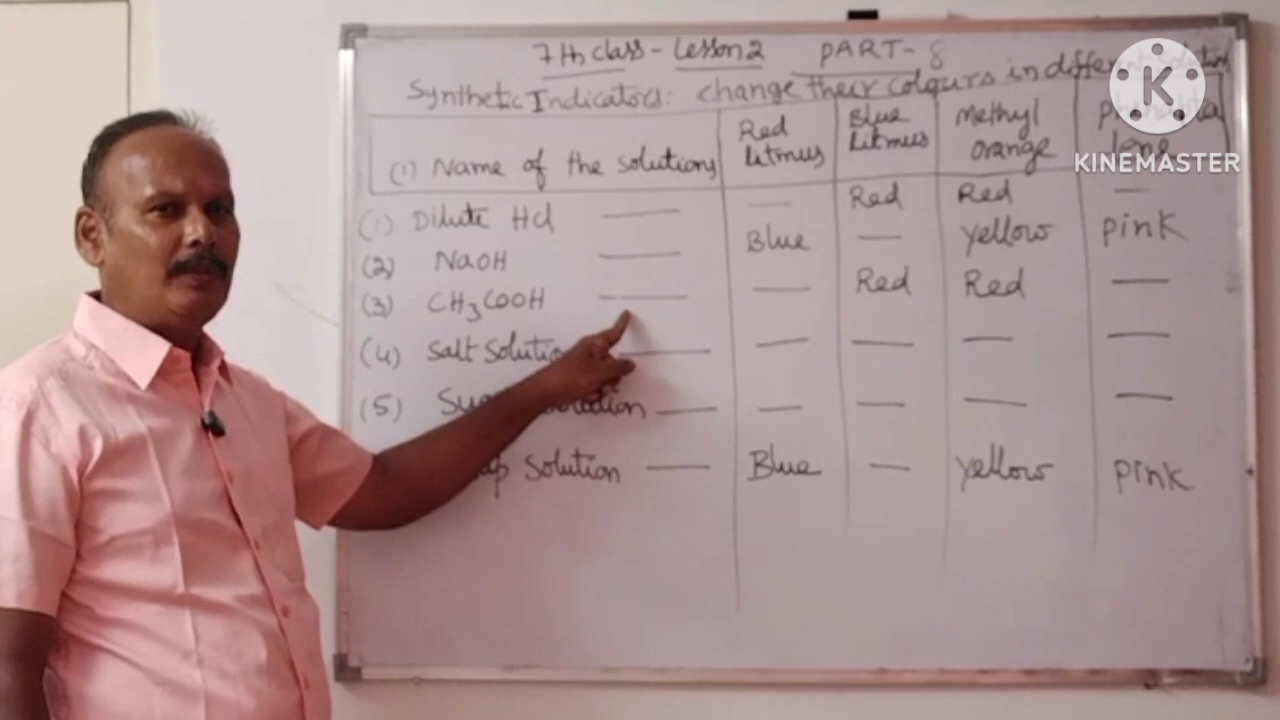 7th class - Lesson 2 PART - 8
Synthetic Indicators: change their colours in different
(1) Name of the solutions Red litmus Blue litmus Methyl orange
(1) Dilute Hcl — — Red Red —
(2) NaOH — Blue — yellow pink
(3) CH3COOH — — Red Red —
(4) Salt Solution — — — — —
(5) — — — — —
Solution — Blue — yellow pink
K
KINEMASTER